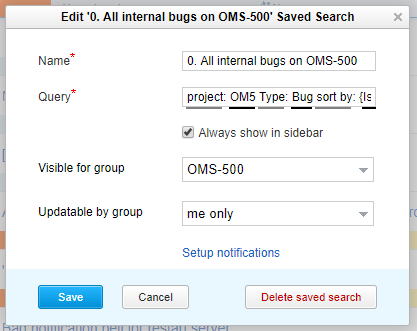 Edit '0. All internal bugs on OMS-500' Saved Search
Name*
0. All internal bugs on OMS-500
Query*
project: OM5 Type: Bug sort by: {Is
Always show in sidebar
Visible for group
OMS-500
Updatable by group
me only
Setup notifications
Save
Cancel
Delete saved search